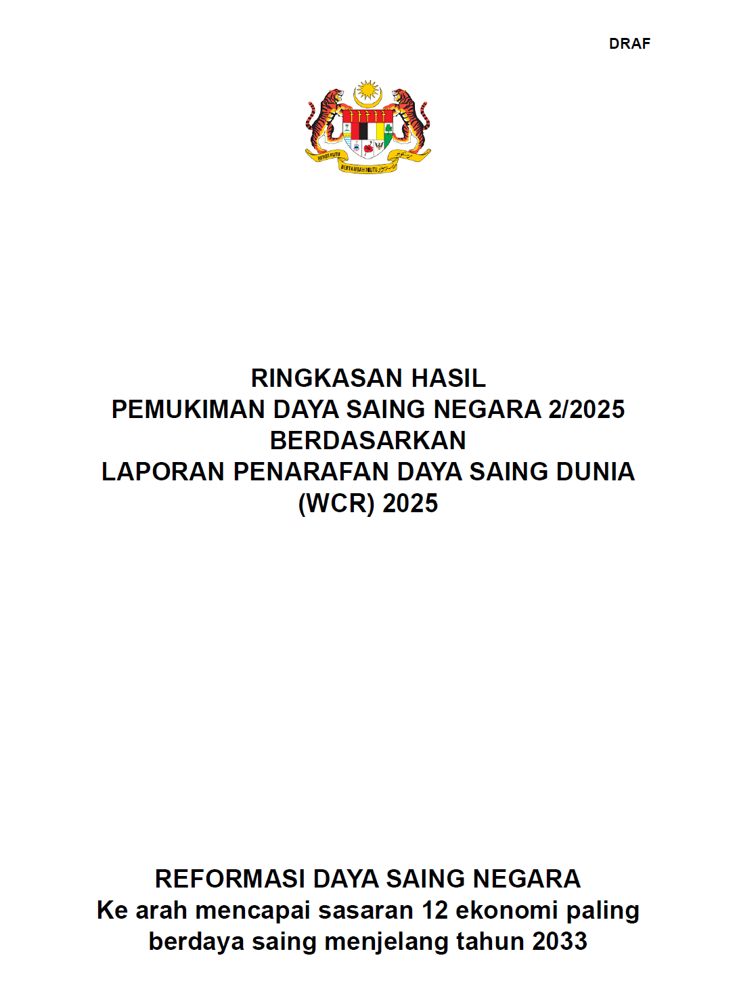 DRAF
BERSEKUTU
BERTAMBAH MUTU
RINGKASAN HASIL
PEMUKIMAN DAYA SAING NEGARA 2/2025
BERDASARKAN
LAPORAN PENARAFAN DAYA SAING DUNIA
(WCR) 2025
REFORMASI DAYA SAING NEGARA
Ke arah mencapai sasaran 12 ekonomi paling
berdaya saing menjelang tahun 2033